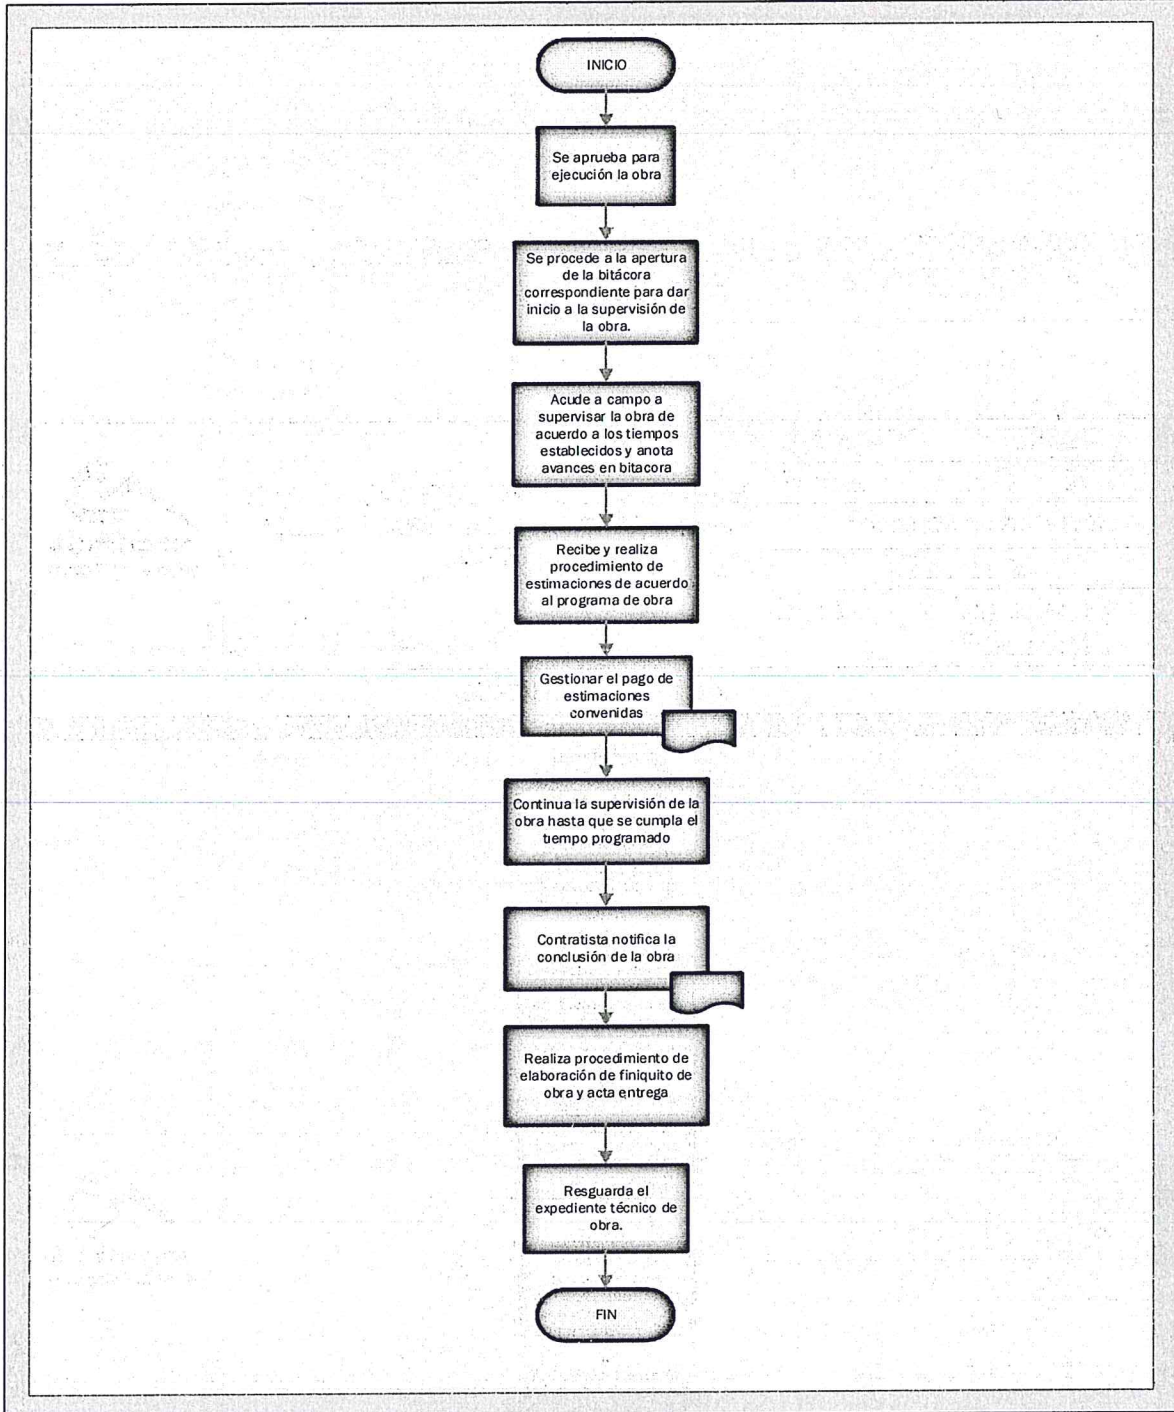 INICIO
Se aprueba para
ejecución la obra
Se procede a la apertura
de la bitácora
correspondiente para dar
inicio a la supervisión de
la obra.
Acude a campo a
supervisar la obra de
acuerdo a los tiempos
establecidos y anota
avances en bitacora
Recibe y realiza
procedimiento de
estimaciones de acuerdo
al programa de obra
Gestionar el pago de
estimaciones
convenidas
Continua la supervisión de la
obra hasta que se cumpla el
tiempo programado
Contratista notifica la
conclusión de la obra
Realiza procedimiento de
elaboración de finiquito de
obra y acta entrega
Resguarda el
expediente técnico de
obra.
FIN